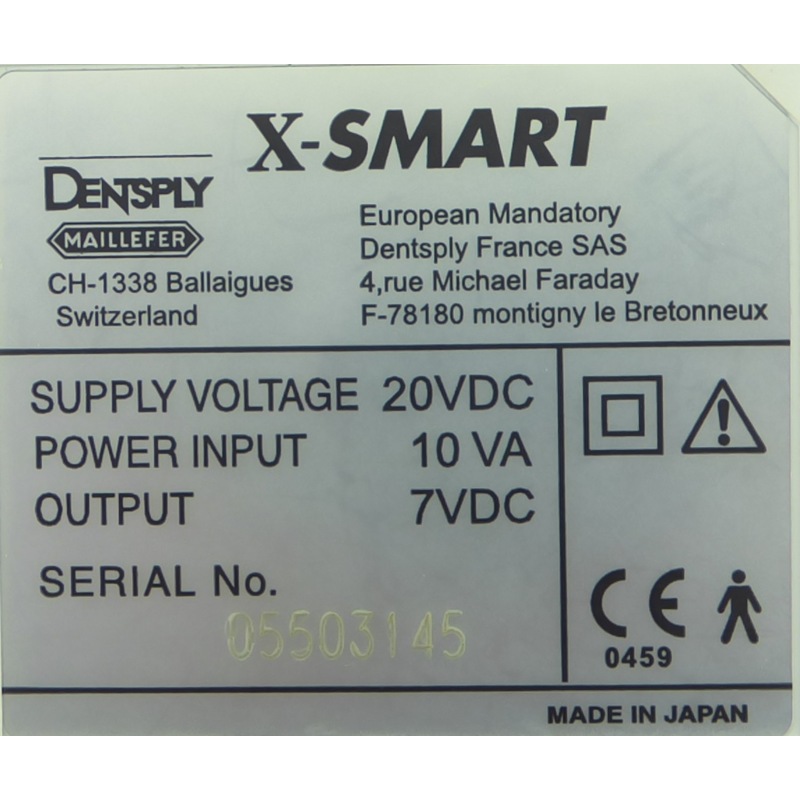 X-SMART
DENTSPLY
MAILLEFER
CH-1338 Ballaigues
Switzerland
European Mandatory
Dentsply France SAS
4,rue Michael Faraday
F-78180 montigny le Bretonneux
SUPPLY VOLTAGE 20VDC
POWER INPUT 10 VA
OUTPUT 7VDC
SERIAL No.
05503145
CE
0459
MADE IN JAPAN